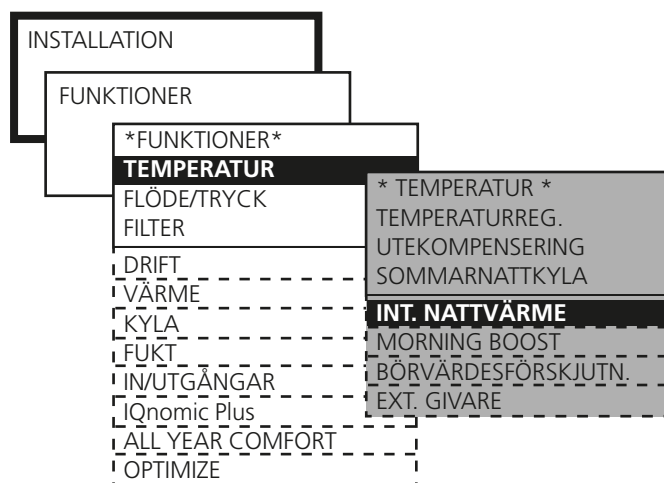 INSTALLATION
FUNKTIONER
*FUNKTIONER*
TEMPERATUR
FLÖDE/TRYCK
FILTER
DRIFT
VÄRME
KYLA
FUKT
IN/UTGÅNGAR
IQnomic Plus
ALL YEAR COMFORT
OPTIMIZE
* TEMPERATUR *
TEMPERATURREG.
UTEKOMPENSERING
SOMMARNATTKYLA
INT. NATTVÄRME
MORNING BOOST
BÖRVÄRDESFÖRSKJUTN.
EXT. GIVARE